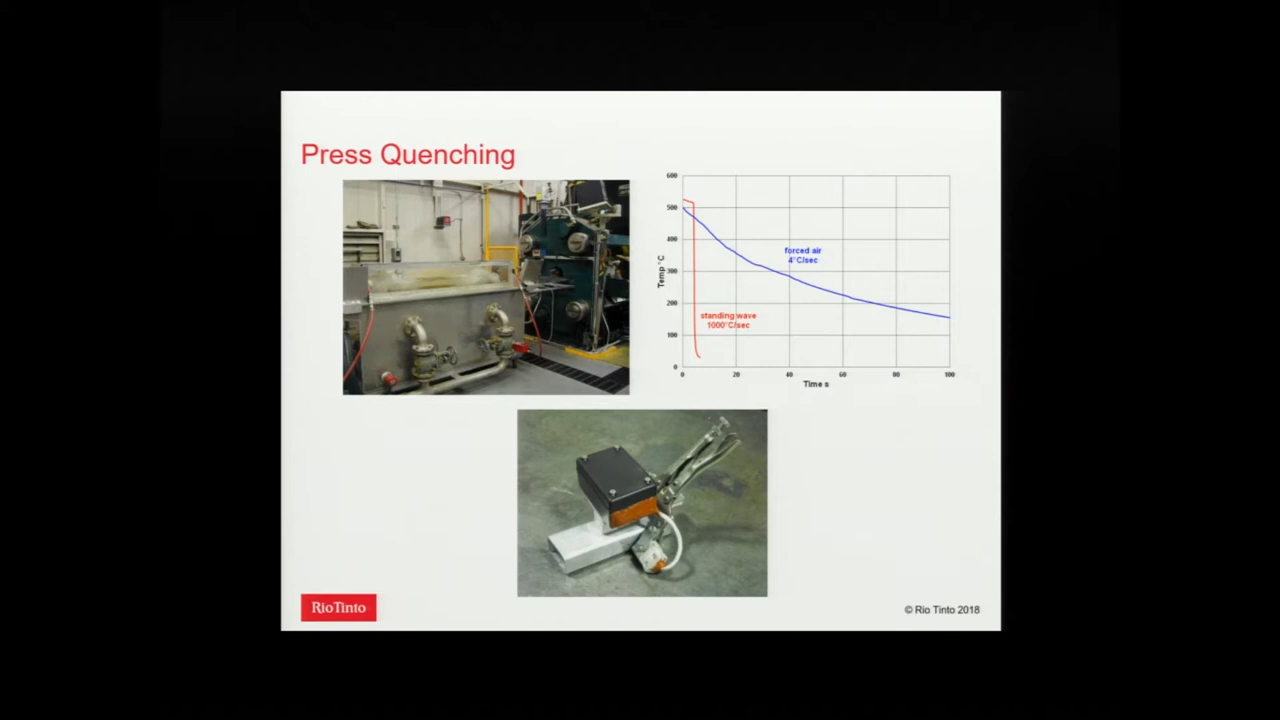 Press Quenching
600
500
400
300
200
100
0
Temp °C
forced air
4°C/sec
standing wave
1000°C/sec
0 20 40 60 80 100
Time s
RioTinto
© Rio Tinto 2018